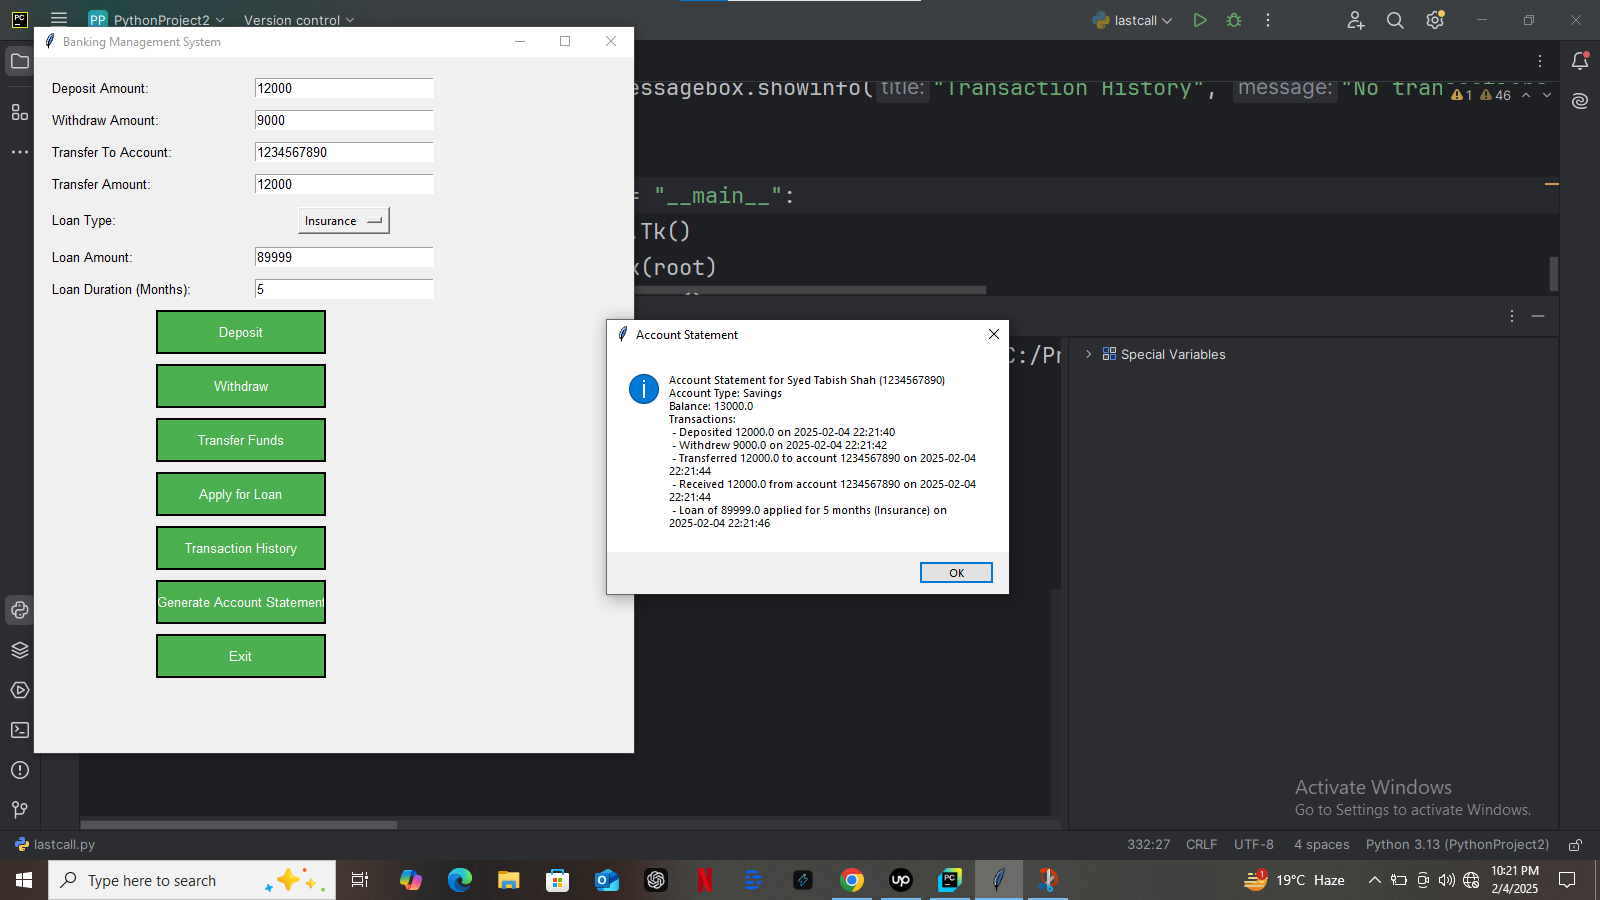 PC
PP PythonProject2
Version control
lastcall
Banking Management System
essagebox.showinfo( title: "Transaction History", message: "No tran
1 46
Deposit Amount: 12000
Withdraw Amount: 9000
Transfer To Account: 1234567890
Transfer Amount: 12000
Loan Type: Insurance
Loan Amount: 89999
Loan Duration (Months): 5
= "__main__":
.Tk()
(root)
Deposit
Withdraw
Transfer Funds
Apply for Loan
Transaction History
Generate Account Statement
Exit
Account Statement
Account Statement for Syed Tabish Shah (1234567890)
Account Type: Savings
Balance: 13000.0
Transactions:
- Deposited 12000.0 on 2025-02-04 22:21:40
- Withdrew 9000.0 on 2025-02-04 22:21:42
- Transferred 12000.0 to account 1234567890 on 2025-02-04
22:21:44
- Received 12000.0 from account 1234567890 on 2025-02-04
22:21:44
- Loan of 89999.0 applied for 5 months (Insurance) on
2025-02-04 22:21:46
OK
C:/Pr
Special Variables
Activate Windows
Go to Settings to activate Windows.
lastcall.py
332:27 CRLF UTF-8 4 spaces Python 3.13 (PythonProject2)
Type here to search
up
PC
1
19°C Haze
10:21 PM
2/4/2025